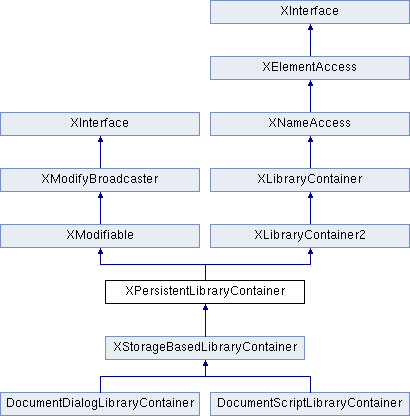 XInterface
XElementAccess
XInterface
XNameAccess
XModifyBroadcaster
XLibraryContainer
XModifiable
XLibraryContainer2
XPersistentLibraryContainer
XStorageBasedLibraryContainer
DocumentDialogLibraryContainer
DocumentScriptLibraryContainer